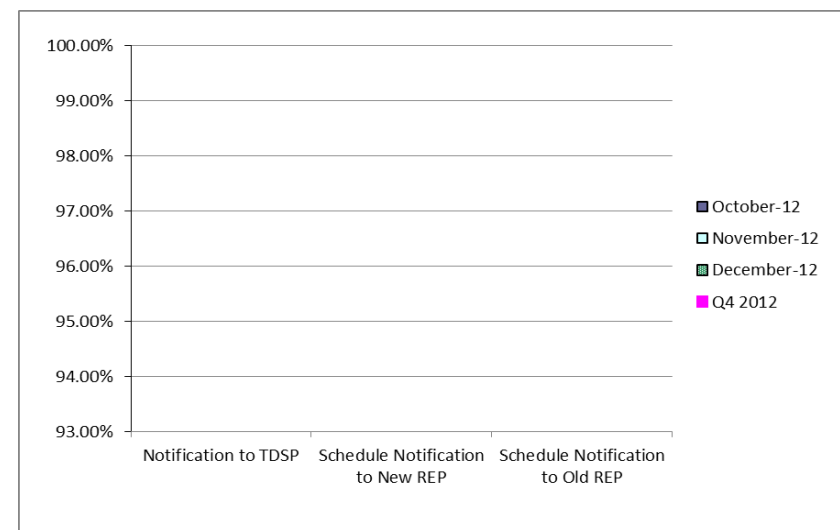 100.00%
99.00%
98.00%
97.00%
96.00%
95.00%
94.00%
93.00%
Notification to TDSP
Schedule Notification
to New REP
Schedule Notification
to Old REP
October-12
November-12
December-12
Q4 2012